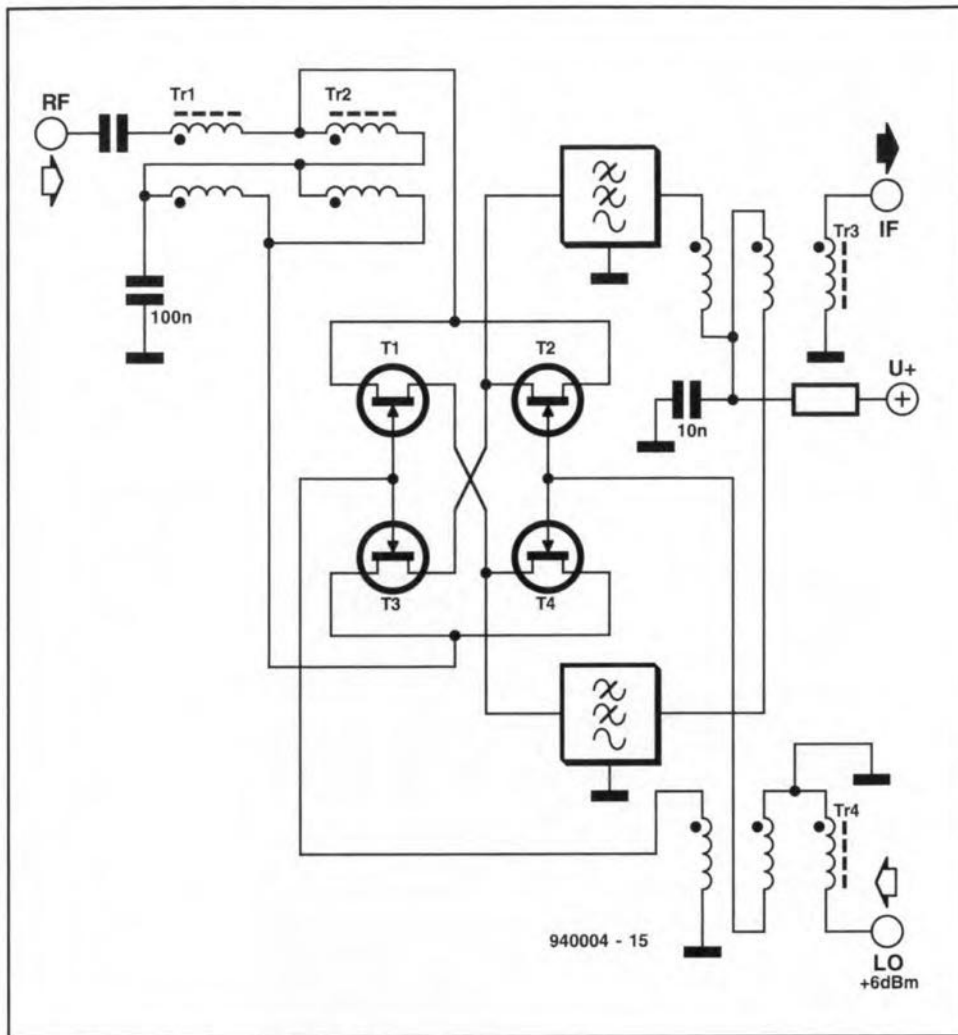 RF
Tr1
Tr2
100n
T1
T2
T3
T4
IF
Tr3
U+
10n
Tr4
940004 - 15
LO
+6dBm